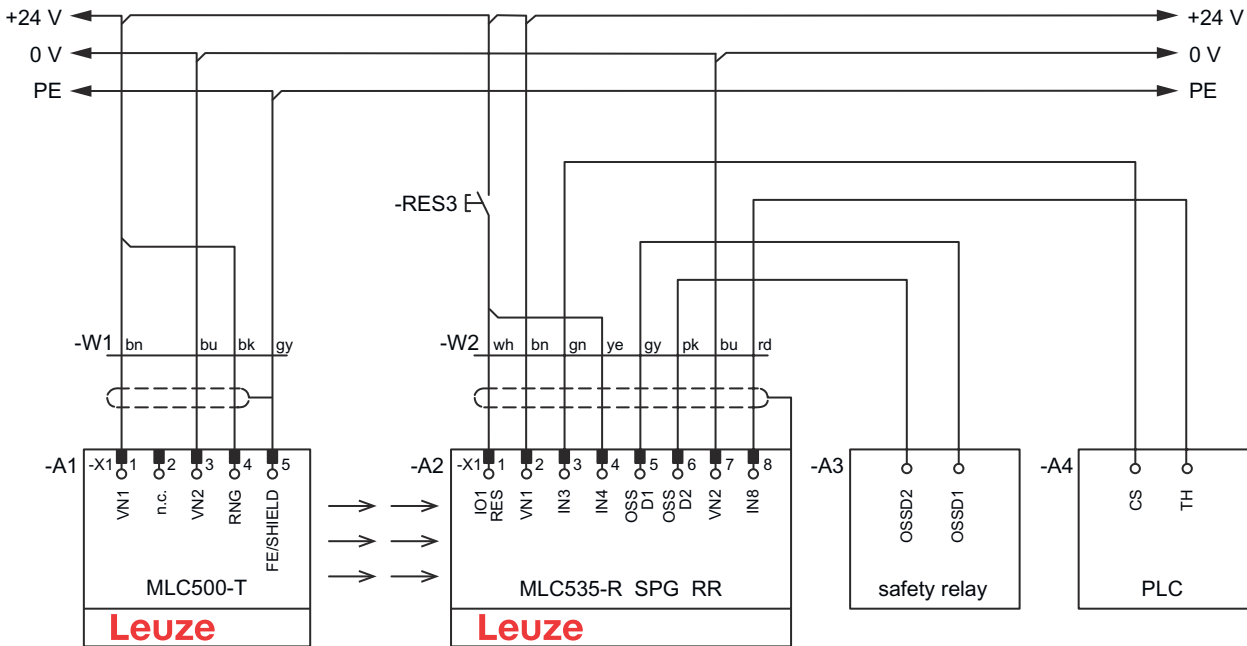 +24 V +24 V
0 V 0 V
PE PE
-RES3
-W1 bn bu bk gy
-W2 wh bn gn ye gy pk bu rd
-A1 -X1 1 2 3 4 5
VN1
n.c.
VN2
RNG
FE/SHIELD
MLC500-T
Leuze
-A2 -X1 1 2 3 4 5 6 7 8
IO1
RES
VN1
IN3
IN4
OSS
D1
OSS
D2
VN2
IN8
MLC535-R SPG RR
Leuze
-A3
OSSD2
OSSD1
safety relay
-A4
CS
TH
PLC